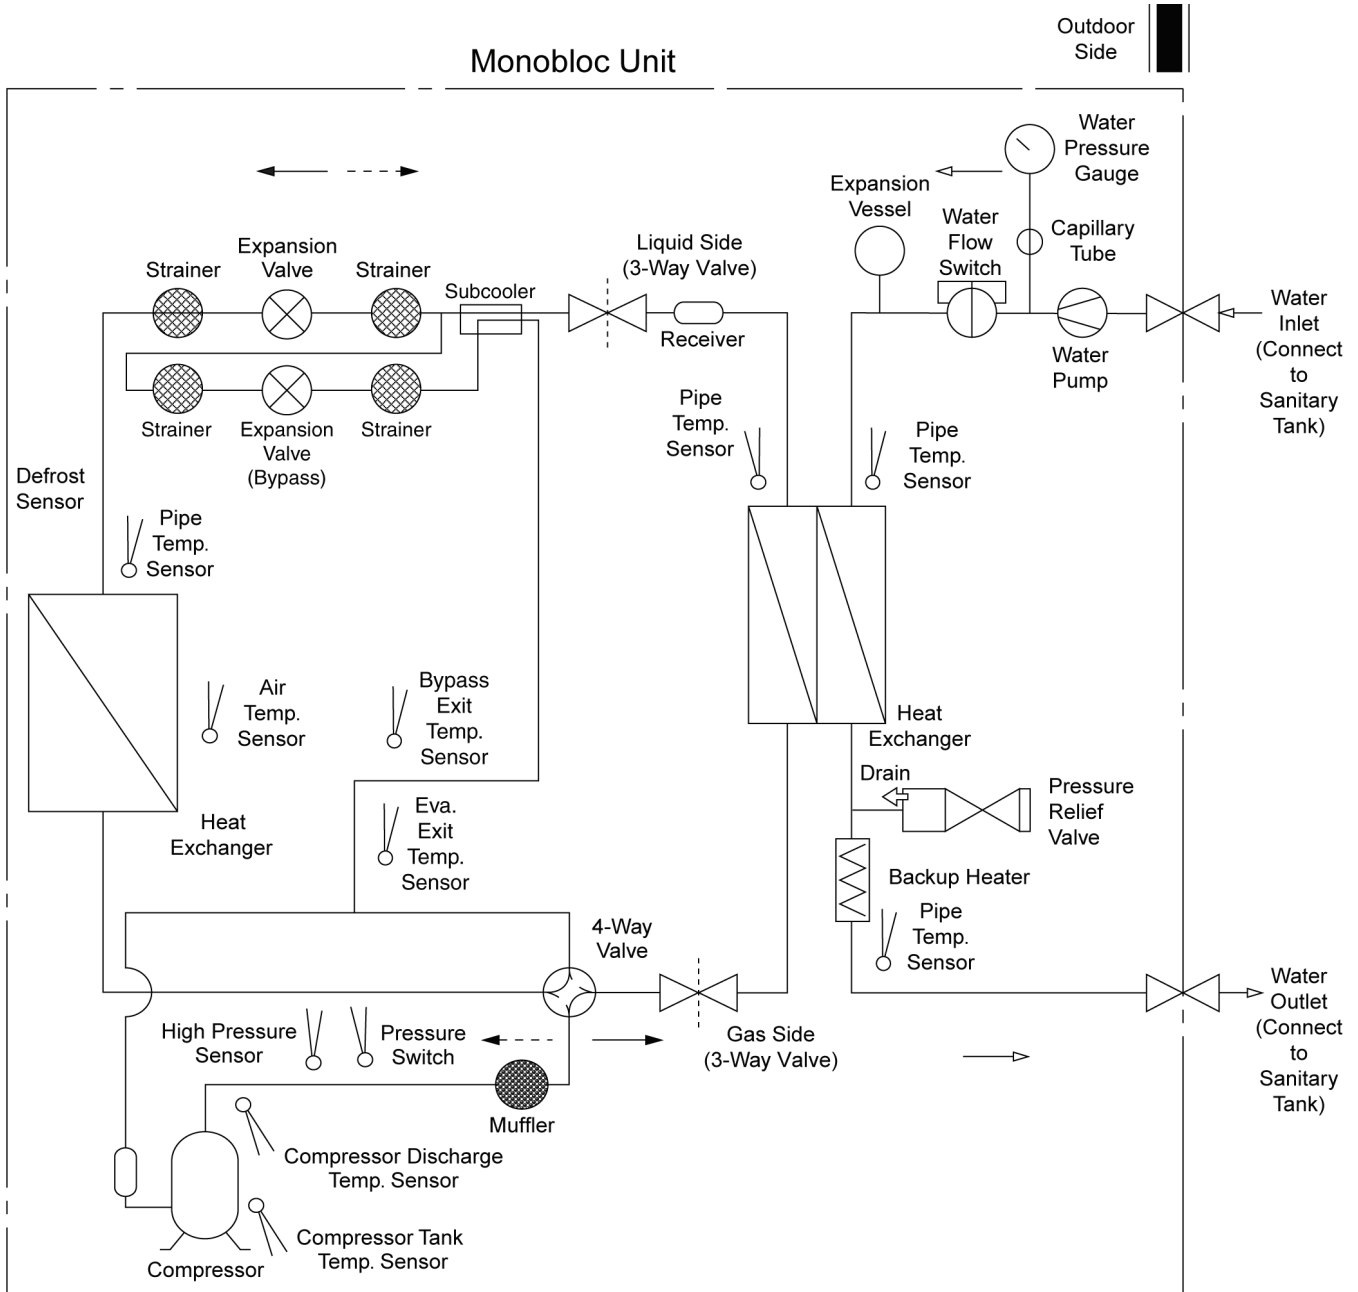 Monobloc Unit
Outdoor
Side
Water
Pressure
Gauge
Expansion
Vessel
Water
Flow
Switch
Capillary
Tube
Liquid Side
(3-Way Valve)
Strainer
Expansion
Valve
Strainer
Subcooler
Receiver
Water
Pump
Water
Inlet
(Connect
to
Sanitary
Tank)
Strainer
Expansion
Valve
(Bypass)
Strainer
Pipe
Temp.
Sensor
Pipe
Temp.
Sensor
Defrost
Sensor
Pipe
Temp.
Sensor
Air
Temp.
Sensor
Bypass
Exit
Temp.
Sensor
Heat
Exchanger
Drain
Pressure
Relief
Valve
Heat
Exchanger
Eva.
Exit
Temp.
Sensor
Backup Heater
Pipe
Temp.
Sensor
4-Way
Valve
Water
Outlet
(Connect
to
Sanitary
Tank)
High Pressure
Sensor
Pressure
Switch
Gas Side
(3-Way Valve)
Muffler
Compressor Discharge
Temp. Sensor
Compressor Tank
Temp. Sensor
Compressor